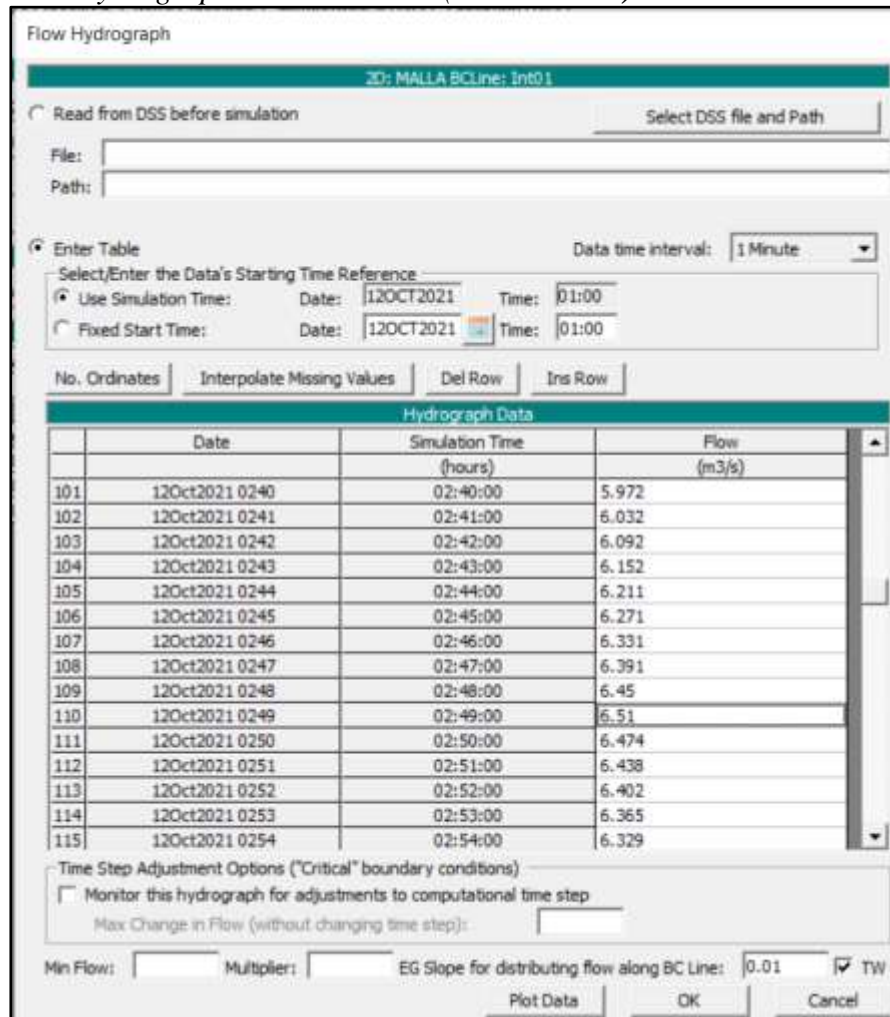 Flow Hydrograph
2D: MALLA BCLine: Int01
Read from DSS before simulation
Select DSS file and Path
File:
Path:
Enter Table
Data time interval: 1 Minute
Select/Enter the Data's Starting Time Reference
Use Simulation Time: Date: 12OCT2021 Time: 01:00
Fixed Start Time: Date: 12OCT2021 Time: 01:00
No. Ordinates Interpolate Missing Values Del Row Ins Row
Hydrograph Data
Date Simulation Time Flow
(hours) (m3/s)
101 12Oct2021 0240 02:40:00 5.972
102 12Oct2021 0241 02:41:00 6.032
103 12Oct2021 0242 02:42:00 6.092
104 12Oct2021 0243 02:43:00 6.152
105 12Oct2021 0244 02:44:00 6.211
106 12Oct2021 0245 02:45:00 6.271
107 12Oct2021 0246 02:46:00 6.331
108 12Oct2021 0247 02:47:00 6.391
109 12Oct2021 0248 02:48:00 6.45
110 12Oct2021 0249 02:49:00 6.51
111 12Oct2021 0250 02:50:00 6.474
112 12Oct2021 0251 02:51:00 6.438
113 12Oct2021 0252 02:52:00 6.402
114 12Oct2021 0253 02:53:00 6.365
115 12Oct2021 0254 02:54:00 6.329
Time Step Adjustment Options ("Critical" boundary conditions)
Monitor this hydrograph for adjustments to computational time step
Max Change in Flow (without changing time step):
Min Flow: Multiplier: EG Slope for distributing flow along BC Line: 0.01 TW
Plot Data OK Cancel